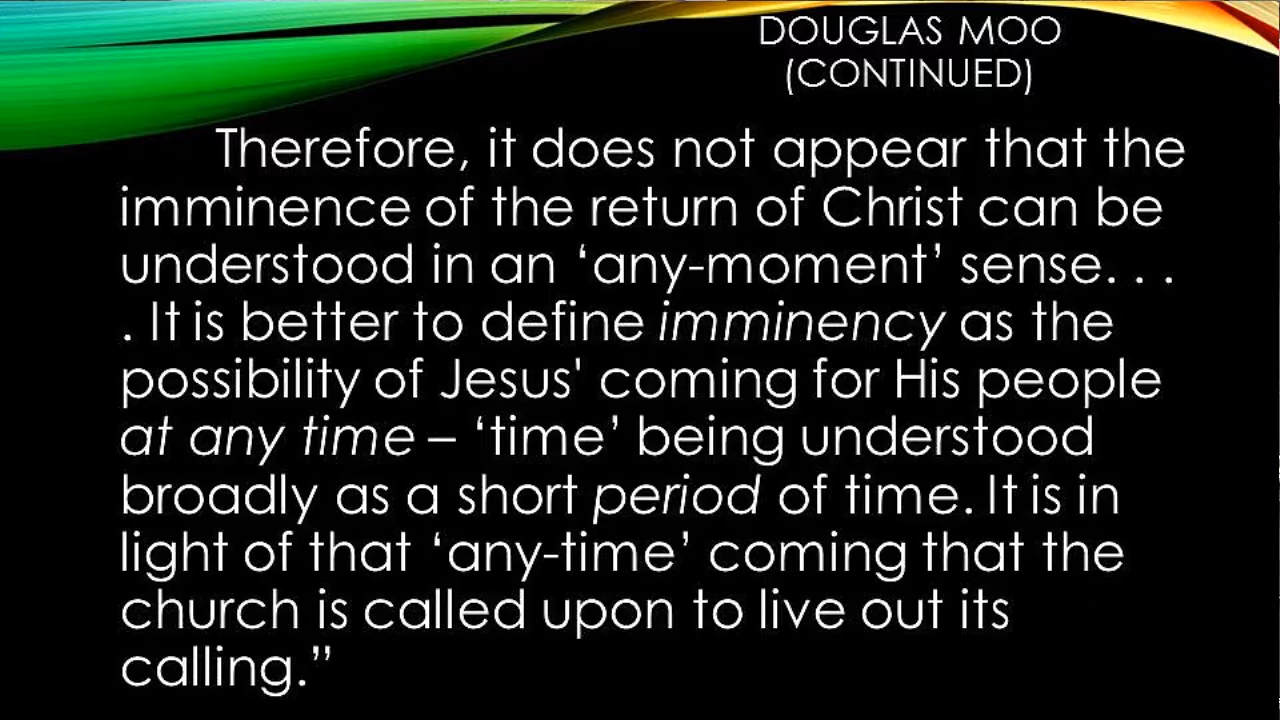 DOUGLAS MOO
(CONTINUED)
Therefore, it does not appear that the
imminence of the return of Christ can be
understood in an ‘any-moment’ sense. . .
. It is better to define imminency as the
possibility of Jesus' coming for His people
at any time – ‘time’ being understood
broadly as a short period of time. It is in
light of that ‘any-time’ coming that the
church is called upon to live out its
calling.”